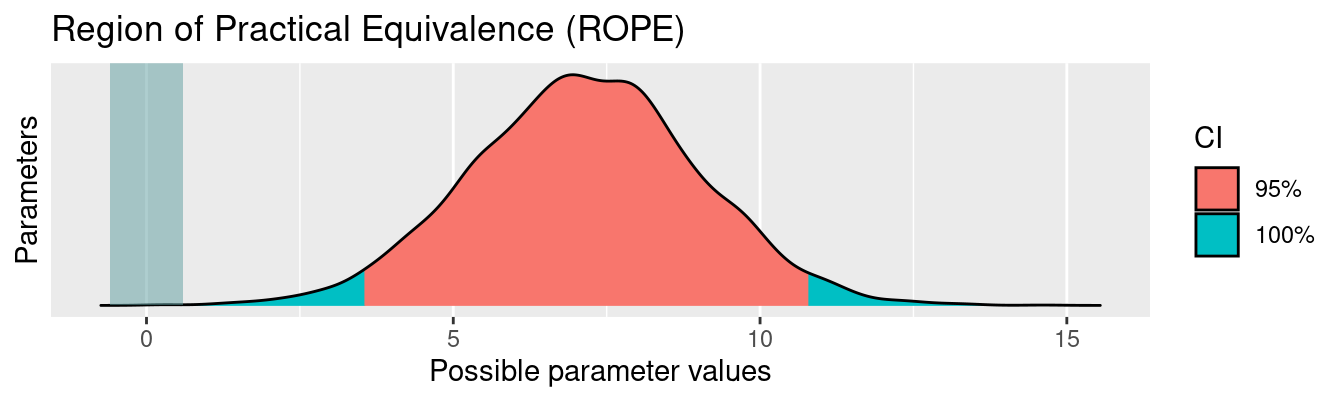 Region of Practical Equivalence (ROPE)
Parameters
CI
95%
100%
0 5 10 15
Possible parameter values